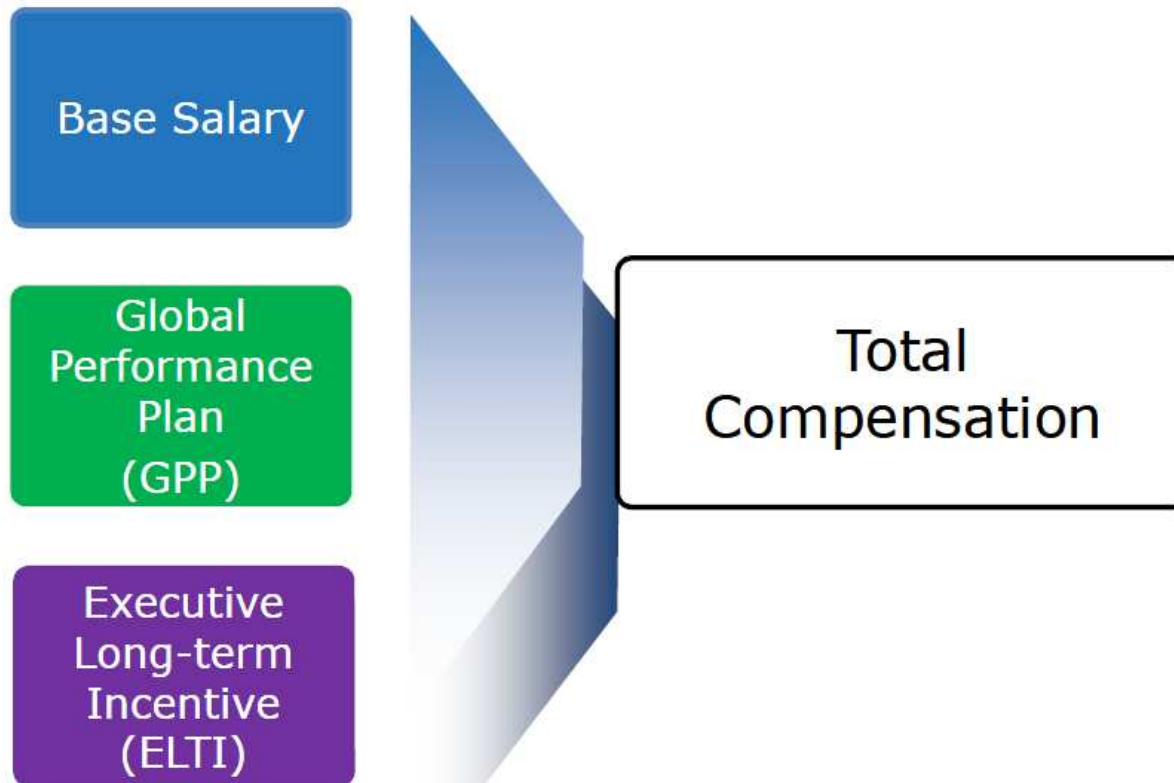 Base Salary
Global
Performance
Plan
(GPP)
Executive
Long-term
Incentive
(ELTI)
Total
Compensation